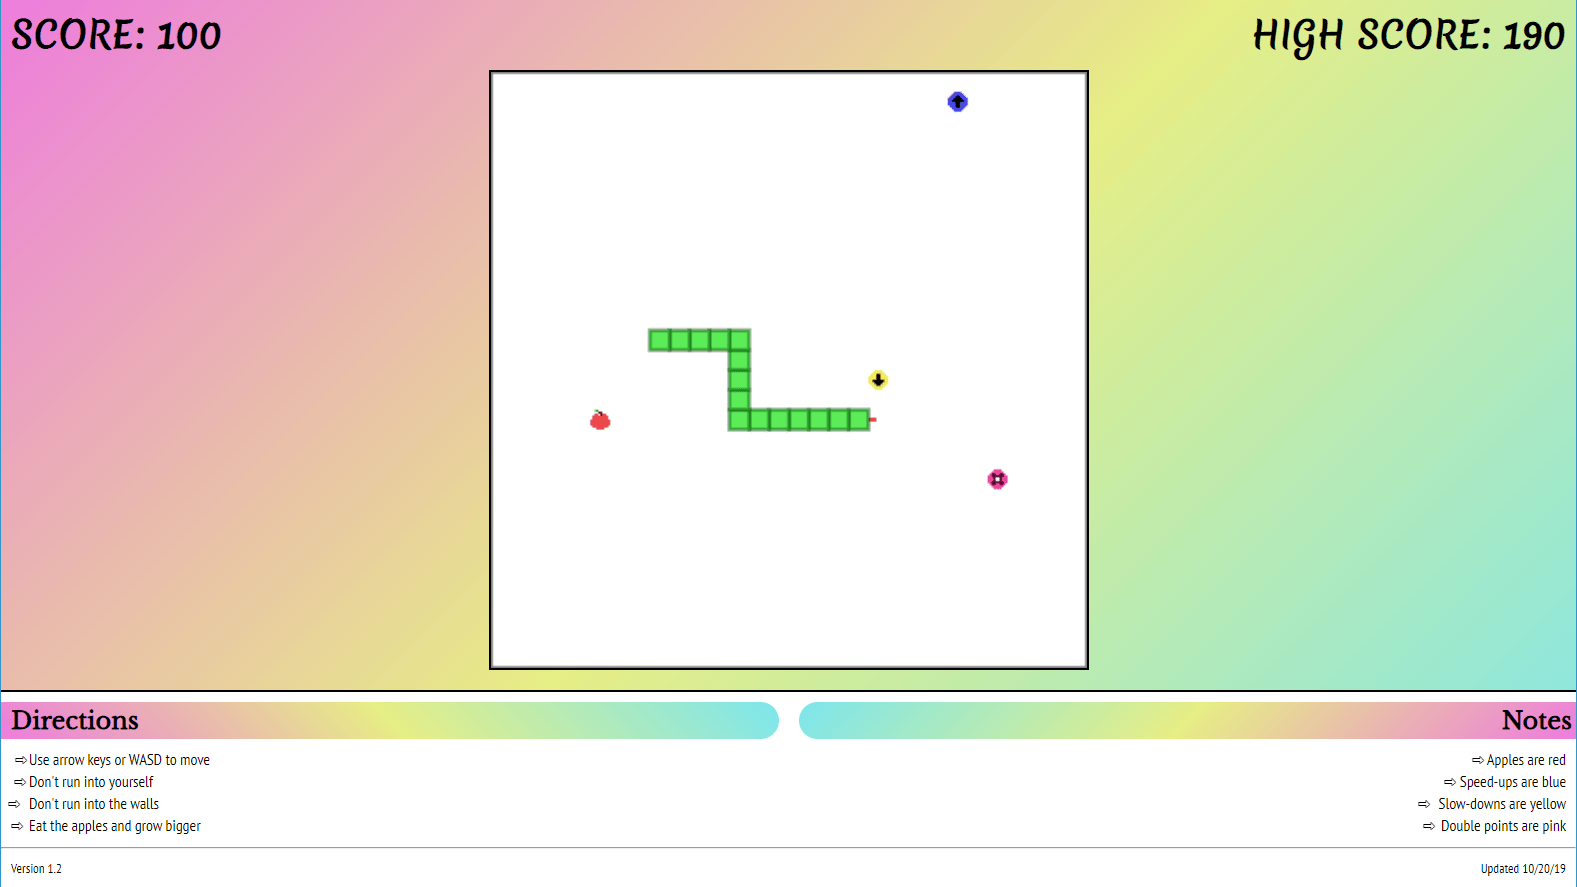 SCORE: 100
HIGH SCORE: 190
Directions
⇨Use arrow keys or WASD to move
⇨Don't run into yourself
⇨ Don't run into the walls
⇨ Eat the apples and grow bigger
Notes
⇨Apples are red
⇨Speed-ups are blue
⇨ Slow-downs are yellow
⇨ Double points are pink
Version 1.2
Updated 10/20/19